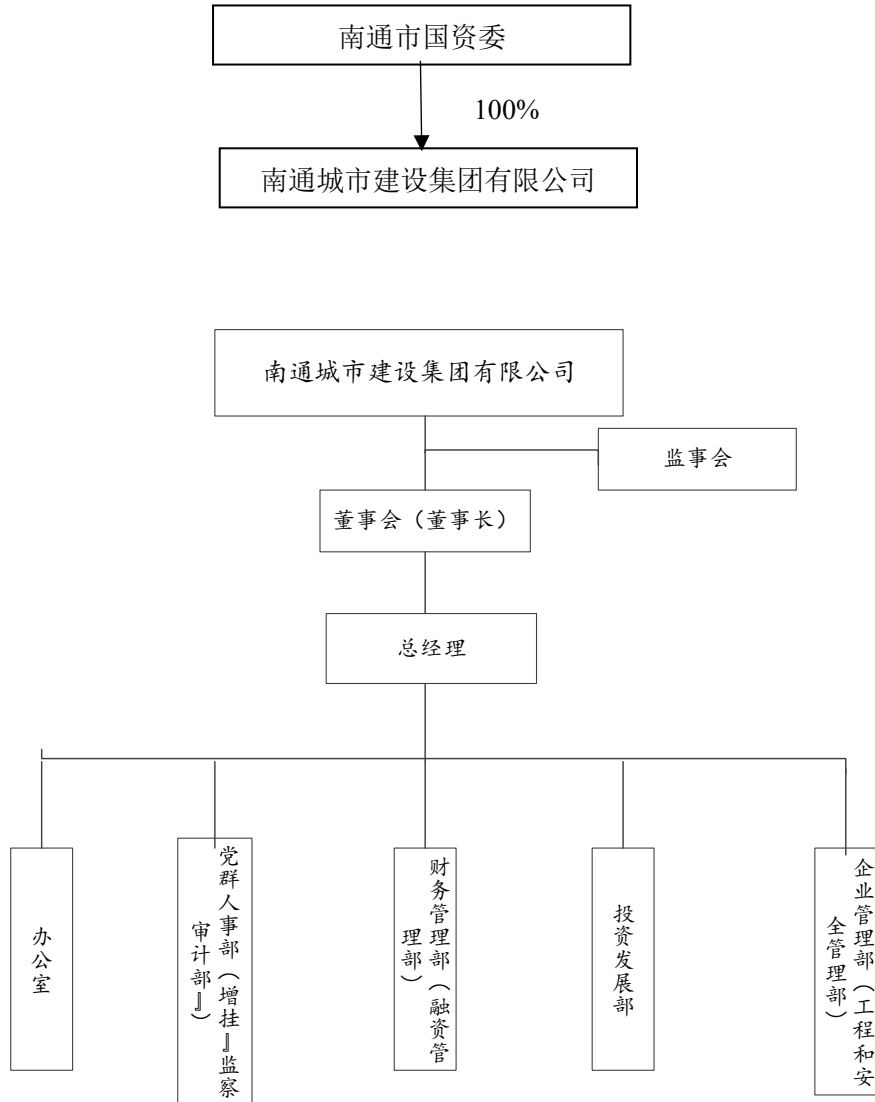 南通市国资委
100%
南通城市建设集团有限公司
南通城市建设集团有限公司
监事会
董事会（董事长）
总经理
办公室
党群人事部（增挂』监察
审计部』）
财务管理部（融资管
理部）
投资发展部
企业管理部（工程和安
全管理部）